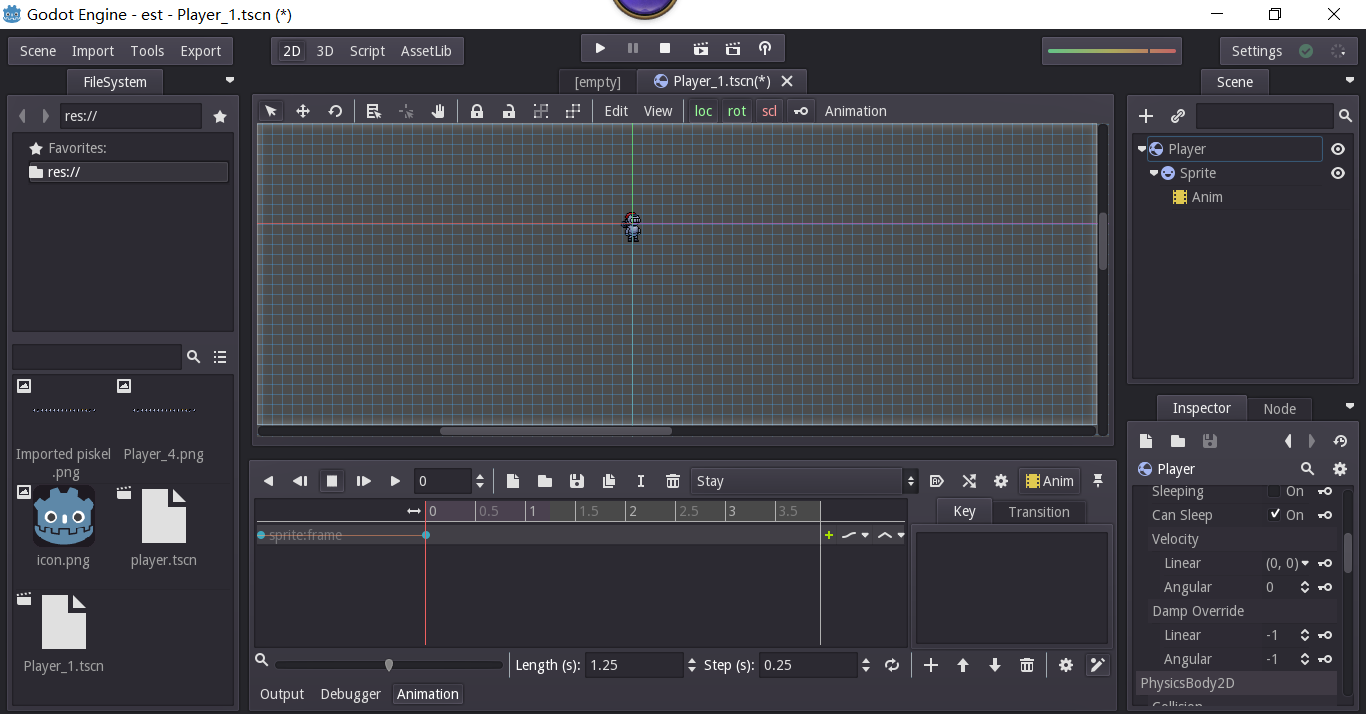 Godot Engine - est - Player_1.tscn (*)
Scene Import Tools Export
2D 3D Script AssetLib
Settings
FileSystem
[empty]
Player_1.tscn(*)
Scene
res://
Edit View loc rot scl Animation
Favorites:
res://
Player
Sprite
Anim
Imported piskel
.png
Player_4.png
icon.png
player.tscn
Player_1.tscn
0
Stay
Anim
0 0.5 1 1.5 2 2.5 3 3.5
Key Transition
sprite:frame
Length (s): 1.25 Step (s): 0.25
Output Debugger Animation
Inspector Node
Player
Sleeping On
Can Sleep On
Velocity
Linear (0, 0)
Angular 0
Damp Override
Linear -1
Angular -1
PhysicsBody2D
Collision